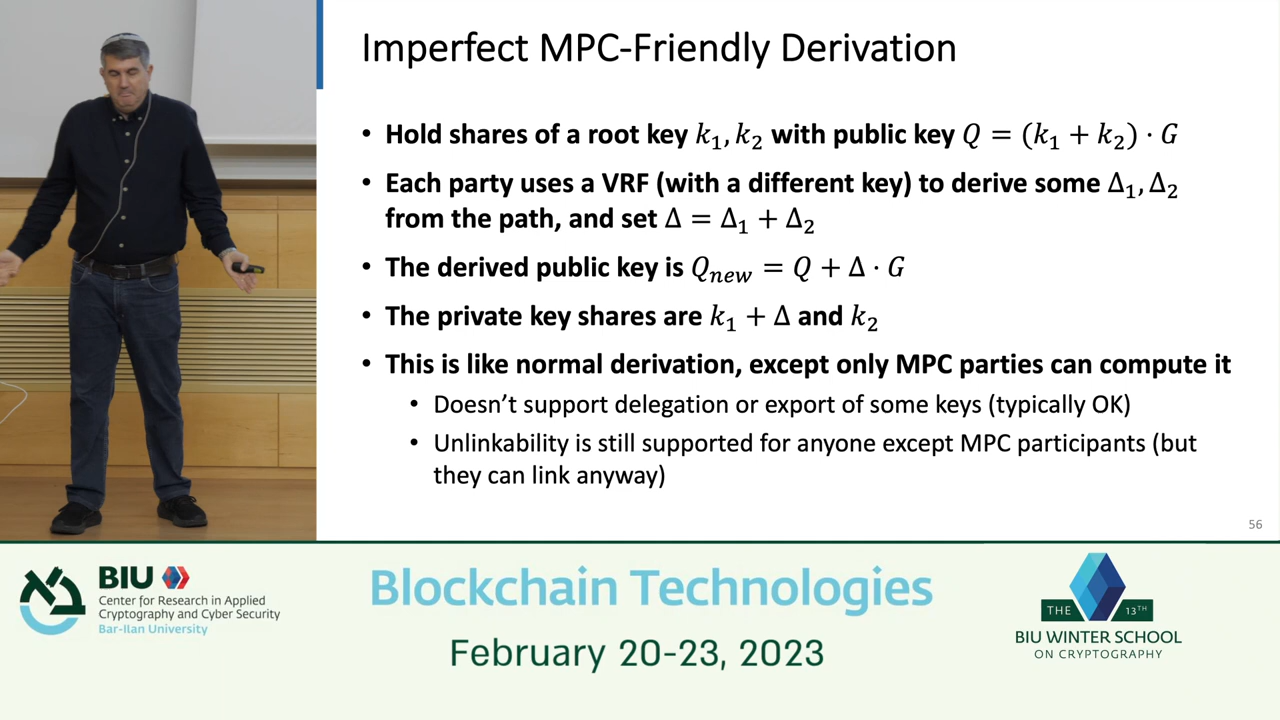 Imperfect MPC-Friendly Derivation
• Hold shares of a root key k₁, k₂ with public key Q = (k₁ + k₂) · G
• Each party uses a VRF (with a different key) to derive some Δ₁, Δ₂
from the path, and set Δ = Δ₁ + Δ₂
• The derived public key is Qₙₑw = Q + Δ · G
• The private key shares are k₁ + Δ and k₂
• This is like normal derivation, except only MPC parties can compute it
• Doesn't support delegation or export of some keys (typically OK)
• Unlinkability is still supported for anyone except MPC participants (but
they can link anyway)
56
BIU
Center for Research in Applied
Cryptography and Cyber Security
Bar-Ilan University
Blockchain Technologies
February 20-23, 2023
THE 13TH
BIU WINTER SCHOOL
ON CRYPTOGRAPHY